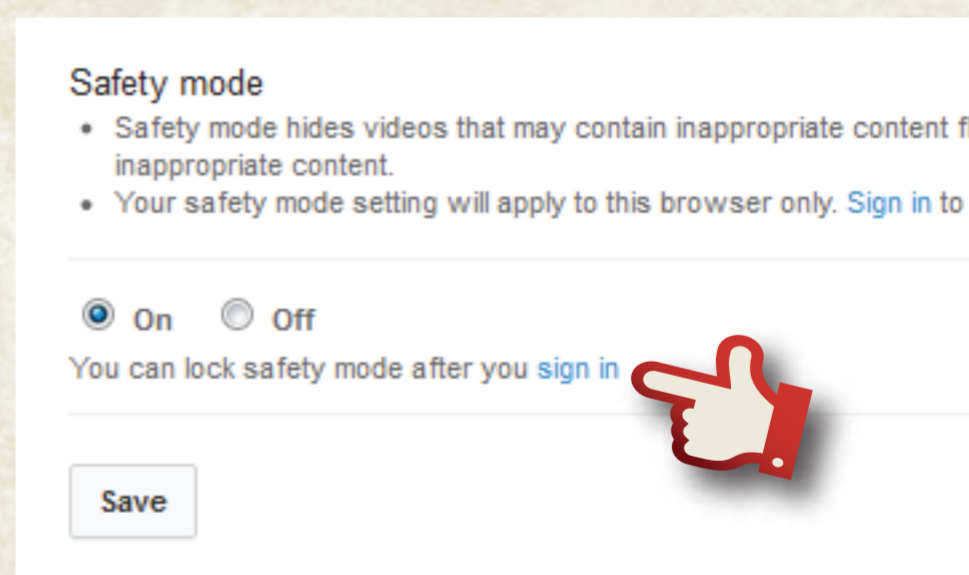 Safety mode
• Safety mode hides videos that may contain inappropriate content
inappropriate content.
• Your safety mode setting will apply to this browser only. Sign in to
On Off
You can lock safety mode after you sign in
Save